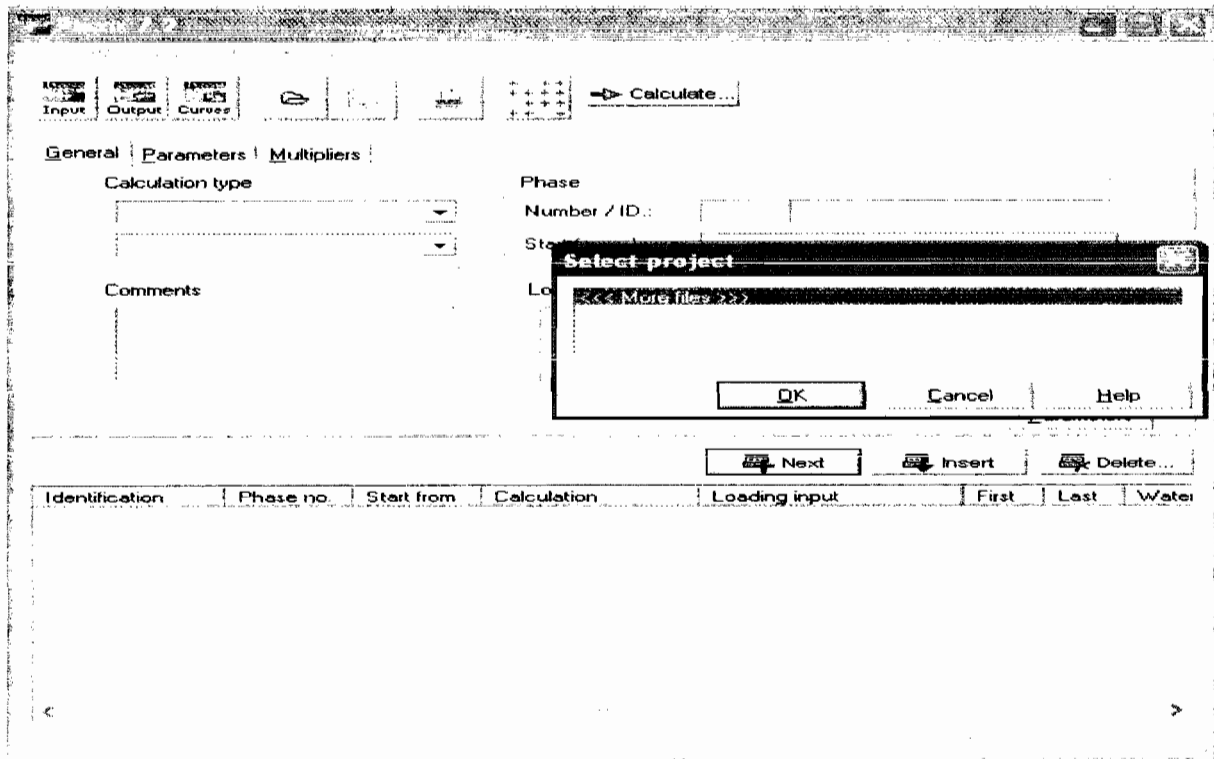 Input Output Curves Calculate...
General Parameters Multipliers
Calculation type Phase
Number / ID.:
Select project
Comments
<<< More files >>>
OK Cancel Help
Next Insert Delete...
Identification Phase no. Start from Calculation Loading input First Last Water
< >